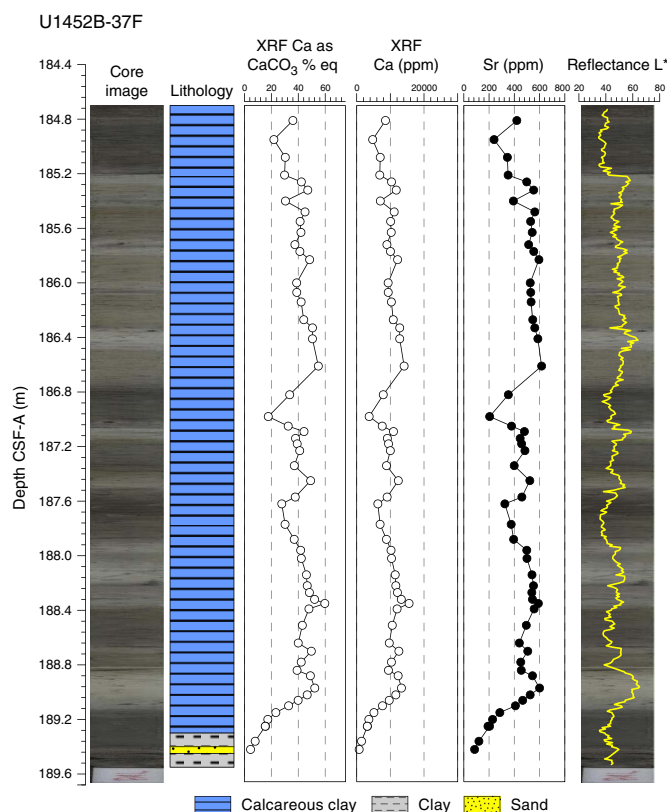 U1452B-37F
XRF Ca as
CaCO3 % eq
XRF
Ca (ppm)
Sr (ppm)
Reflectance L*
Core
image
Lithology
0 20 40 60
0 20000
0 200 400 600 800
20 40 60 80
Depth CSF-A (m)
184.4
184.8
185.2
185.6
186.0
186.4
186.8
187.2
187.6
188.0
188.4
188.8
189.2
189.6
Calcareous clay
Clay
Sand